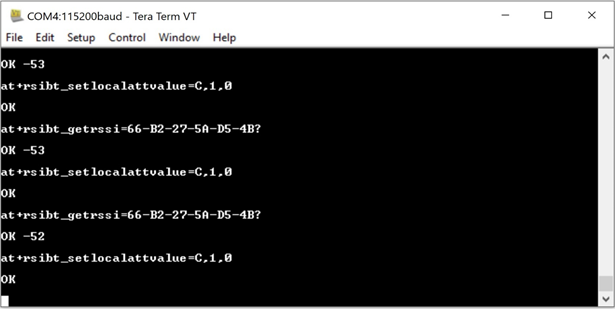 COM4:115200baud - Tera Term VT
File Edit Setup Control Window Help
OK -53
at+rsibt_setlocalattvalue=C,1,0
OK
at+rsibt_getrssi=66-B2-27-5A-D5-4B?
OK -53
at+rsibt_setlocalattvalue=C,1,0
OK
at+rsibt_getrssi=66-B2-27-5A-D5-4B?
OK -52
at+rsibt_setlocalattvalue=C,1,0
OK